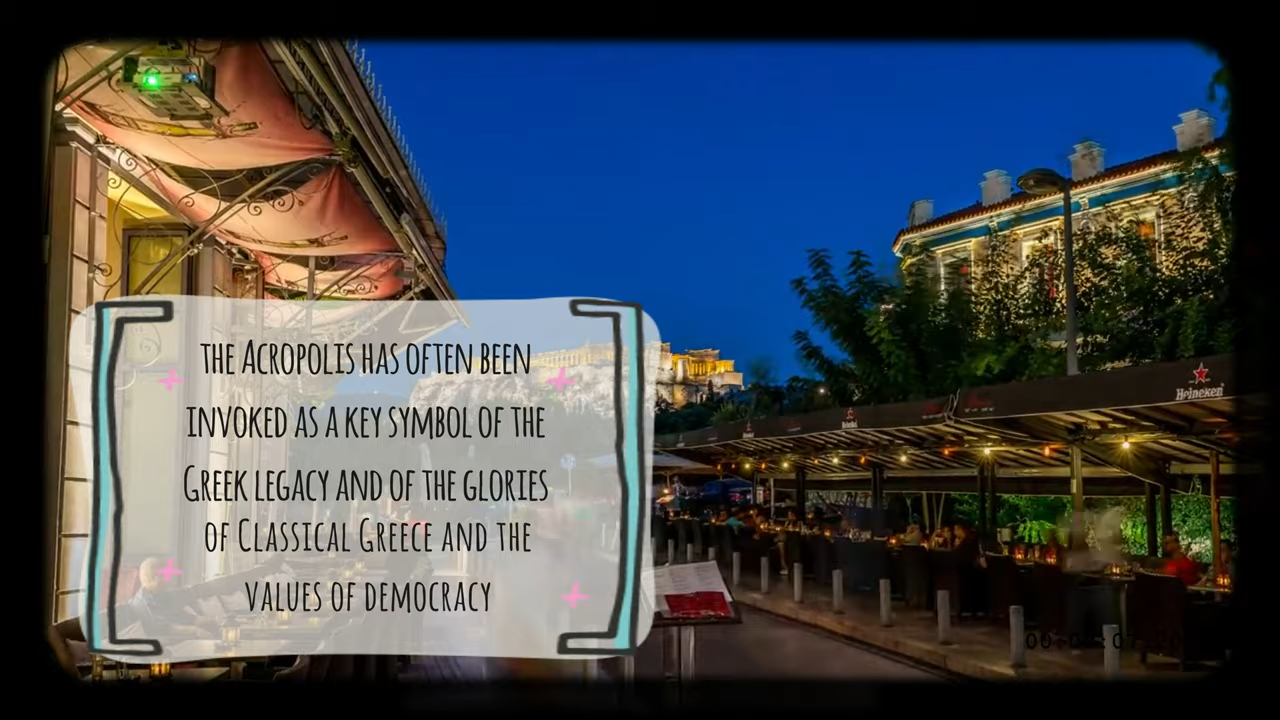 the Acropolis has often been
invoked as a key symbol of the
Greek legacy and of the glories
of Classical Greece and the
values of democracy
Heineken